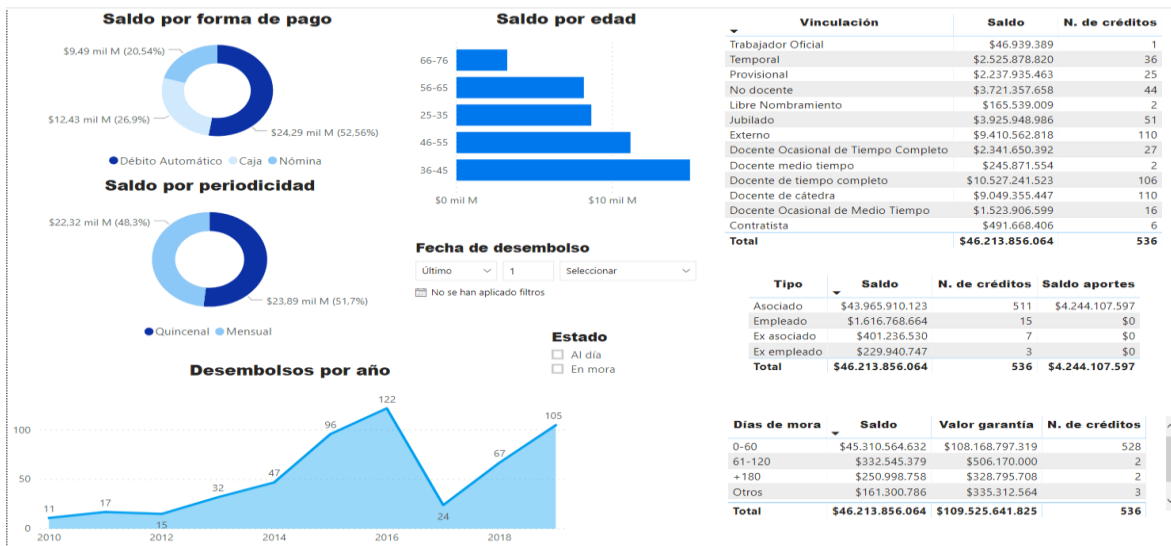 Saldo por forma de pago
$9,49 mil M (20,54%)
$12,43 mil M (26,9%)
$24,29 mil M (52,56%)
Débito Automático Caja Nómina
Saldo por periodicidad
$22,32 mil M (48,3%)
$23,89 mil M (51,7%)
Quincenal Mensual
Saldo por edad
66-76
56-65
25-35
46-55
36-45
$0 mil M $10 mil M
Fecha de desembolso
Último 1 Seleccionar
No se han aplicado filtros
Estado
Al día
En mora
Desembolsos por año
100
50
0
11 17 15 32 47 96 122 24 67 105
2010 2012 2014 2016 2018
Vinculación Saldo N. de créditos
Trabajador Oficial $46.939.389 1
Temporal $2.525.878.820 36
Provisional $2.237.935.463 25
No docente $3.721.357.658 44
Libre Nombramiento $165.539.009 2
Jubilado $3.925.948.986 51
Externo $9.410.562.818 110
Docente Ocasional de Tiempo Completo $2.341.650.392 27
Docente medio tiempo $245.871.554 2
Docente de tiempo completo $10.527.241.523 106
Docente de cátedra $9.049.355.447 110
Docente Ocasional de Medio Tiempo $1.523.906.599 16
Contratista $491.668.406 6
Total $46.213.856.064 536
Tipo Saldo N. de créditos Saldo aportes
Asociado $43.965.910.123 511 $4.244.107.597
Empleado $1.616.768.664 15 $0
Ex asociado $401.236.530 7 $0
Ex empleado $229.940.747 3 $0
Total $46.213.856.064 536 $4.244.107.597
Días de mora Saldo Valor garantía N. de créditos
0-60 $45.310.564.632 $108.168.797.319 528
61-120 $332.545.379 $506.170.000 2
+180 $250.998.758 $328.795.708 2
Otros $161.300.786 $335.312.564 3
Total $46.213.856.064 $109.525.641.825 536